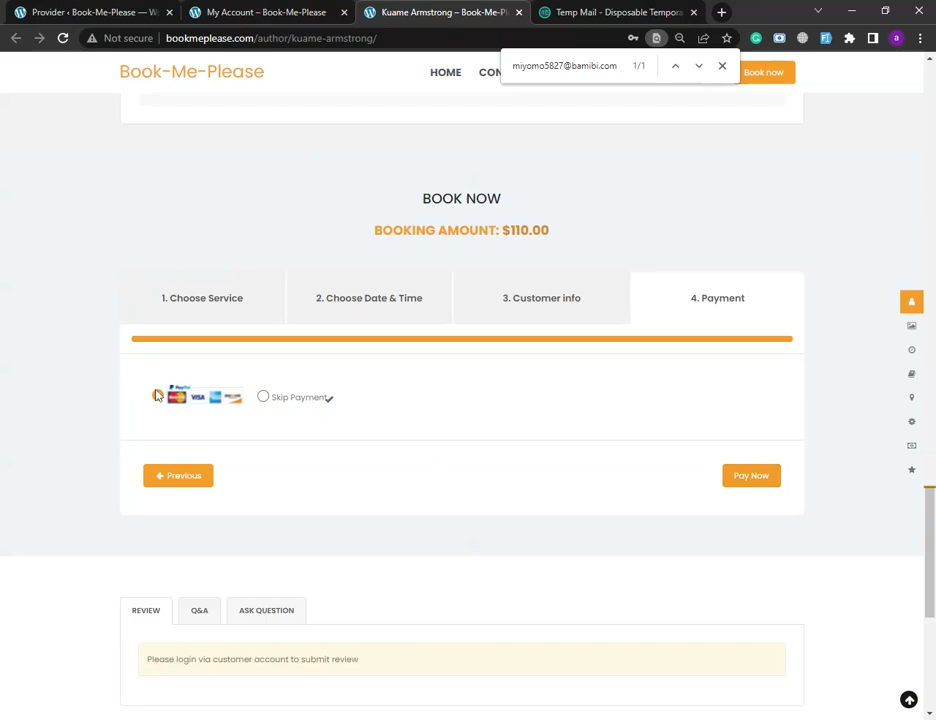 Provider ‹ Book-Me-Please — W
My Account – Book-Me-Please
Kuame Armstrong – Book-Me-Pl
Temp Mail - Disposable Tempora
Not secure
bookmeplease.com/author/kuame-armstrong/
miyomo5827@bamibi.com 1/1
Book-Me-Please
HOME
CON
Book now
BOOK NOW
BOOKING AMOUNT: $110.00
1. Choose Service
2. Choose Date & Time
3. Customer info
4. Payment
PayPal
VISA
Skip Payment
Previous
Pay Now
REVIEW
Q&A
ASK QUESTION
Please login via customer account to submit review